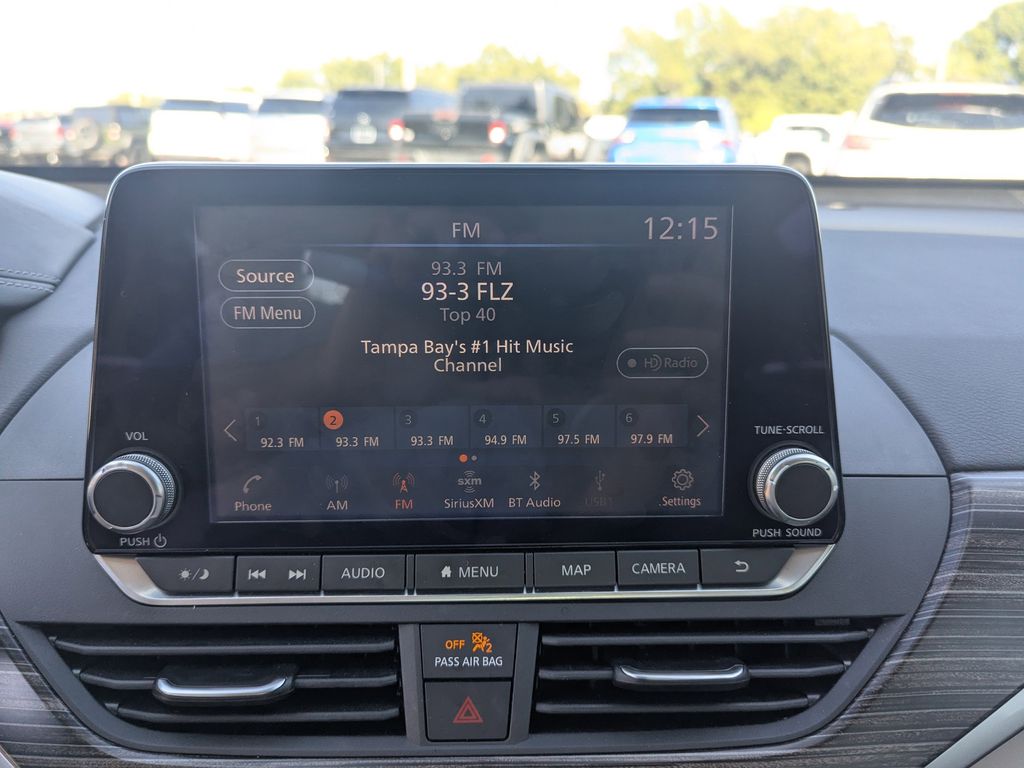 FM
12:15
Source
FM Menu
93.3 FM
93-3 FLZ
Top 40
Tampa Bay's #1 Hit Music
Channel
HD Radio
1 2 3 4 5 6
92.3 FM 93.3 FM 93.3 FM 94.9 FM 97.5 FM 97.9 FM
Phone AM FM sxm SiriusXM BT Audio USB1 Settings
VOL
PUSH
TUNE-SCROLL
PUSH SOUND
AUDIO MENU MAP CAMERA
OFF 2
PASS AIR BAG